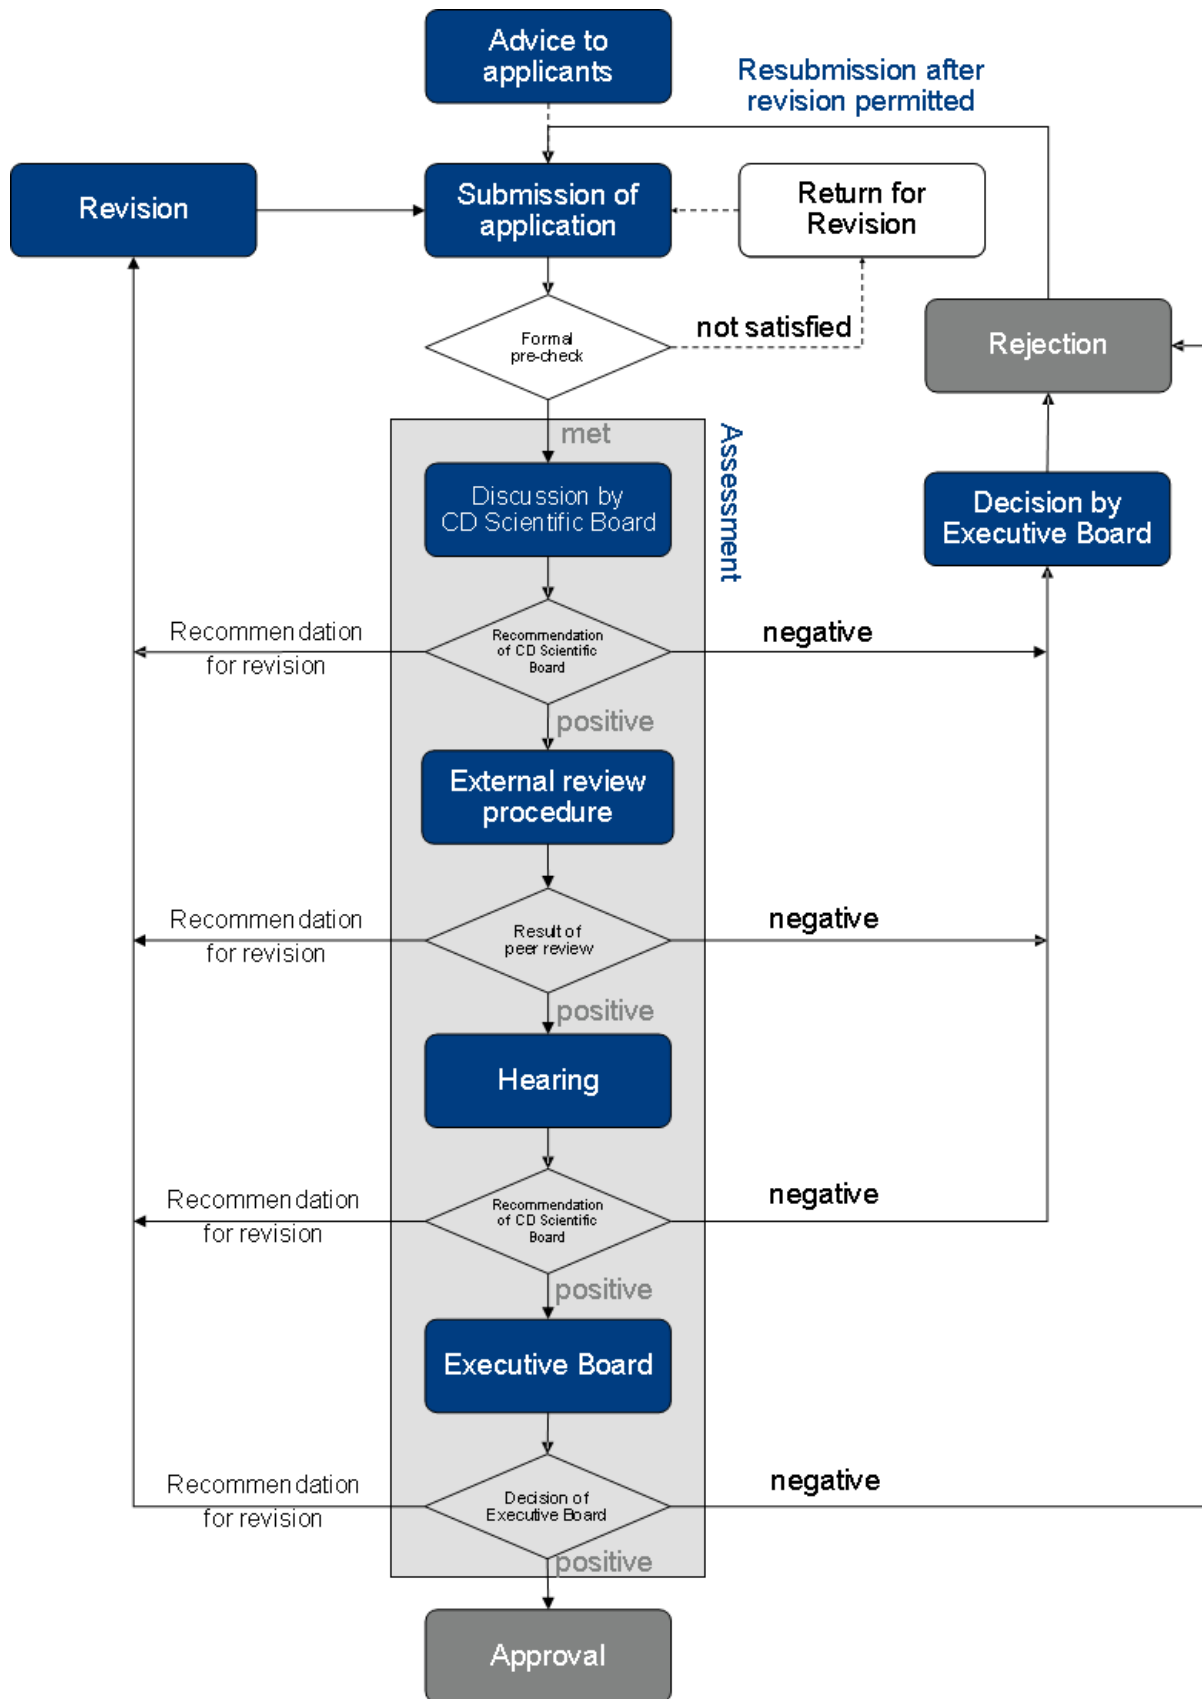 Advice to
applicants
Resubmission after
revision permitted
Revision
Submission of
application
Return for
Revision
Formal
pre-check
not satisfied
Rejection
met
Assessment
Discussion by
CD Scientific Board
Decision by
Executive Board
Recommendation
for revision
Recommendation
of CD Scientific
Board
negative
positive
External review
procedure
Recommendation
for revision
Result of
peer review
negative
positive
Hearing
Recommendation
for revision
Recommendation
of CD Scientific
Board
negative
positive
Executive Board
Recommendation
for revision
Decision of
Executive Board
negative
positive
Approval